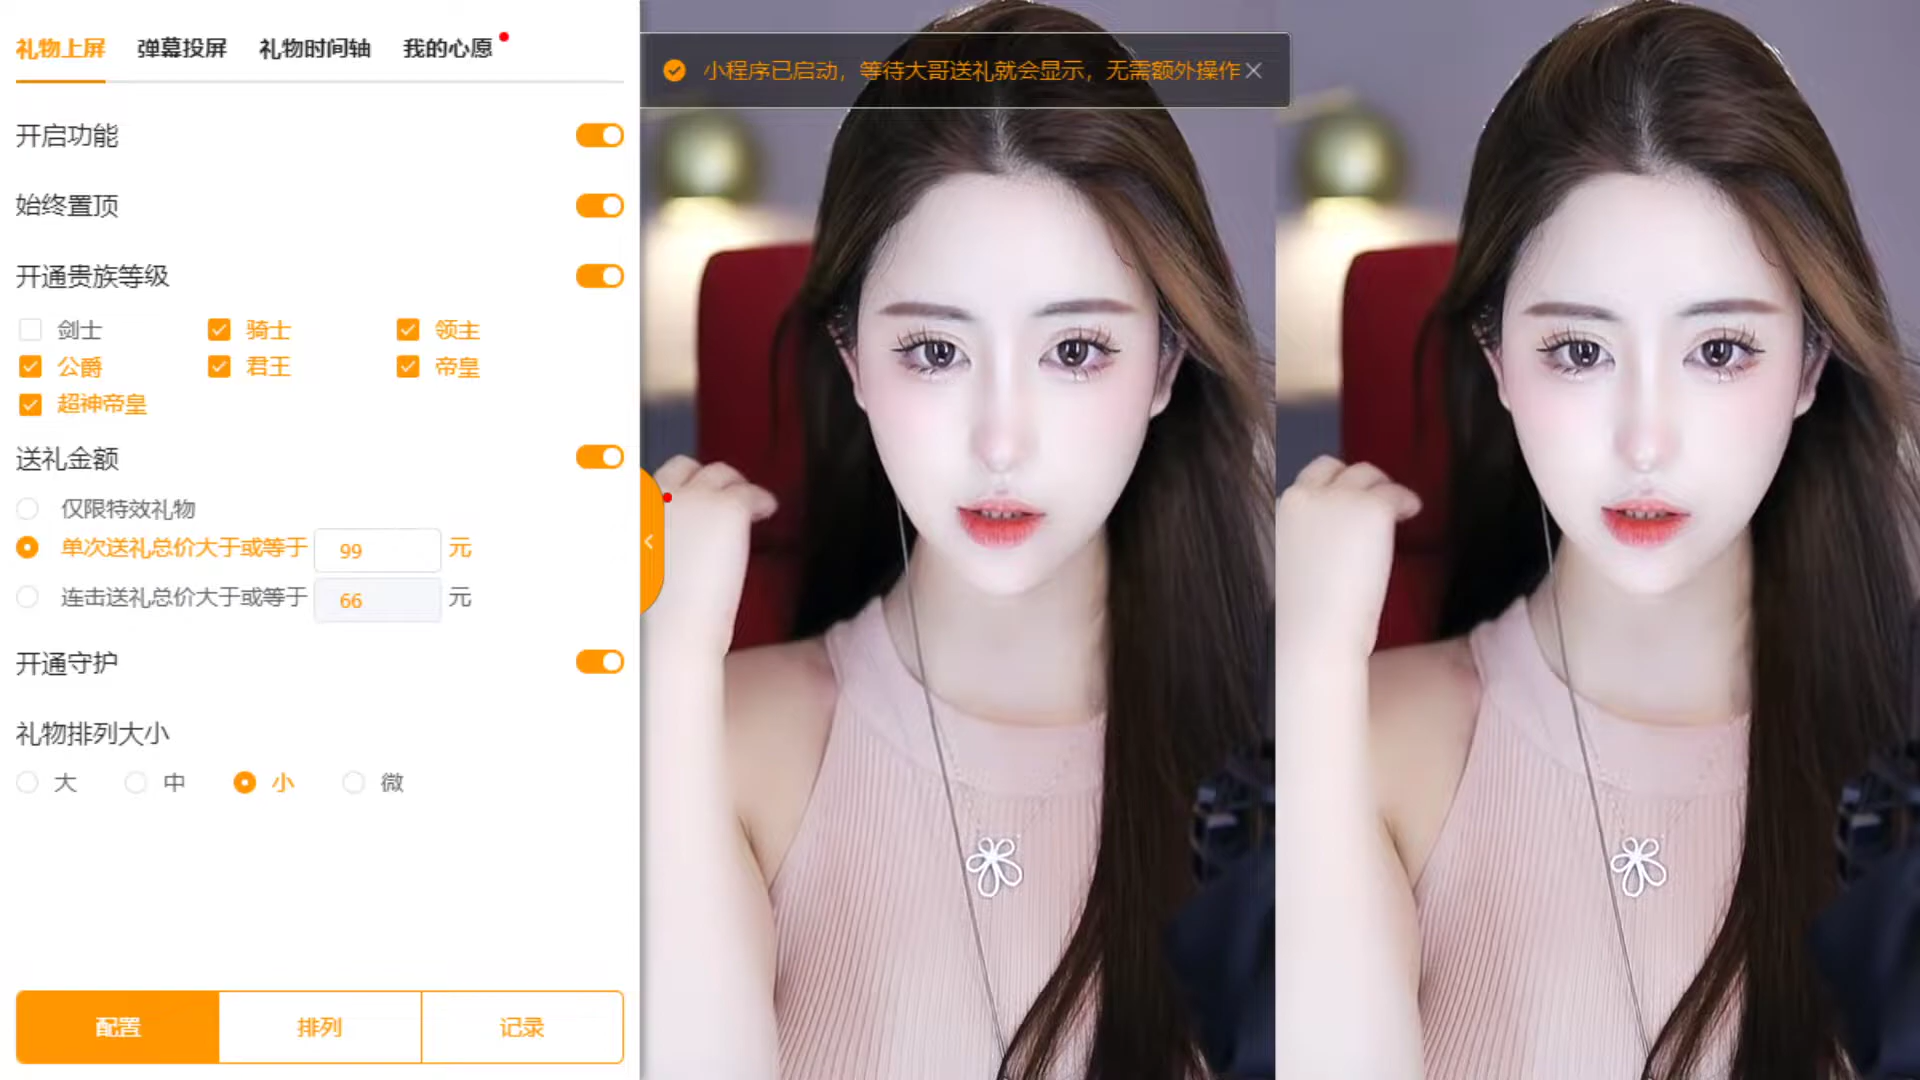 礼物上屏 弹幕投屏 礼物时间轴 我的心愿
小程序已启动，等待大哥送礼就会显示，无需额外操作
开启功能
始终置顶
开通贵族等级
剑士 骑士 领主
公爵 君王 帝皇
超神帝皇
送礼金额
仅限特效礼物
单次送礼总价大于或等于 99 元
连击送礼总价大于或等于 66 元
开通守护
礼物排列大小
大 中 小 微
配置 排列 记录